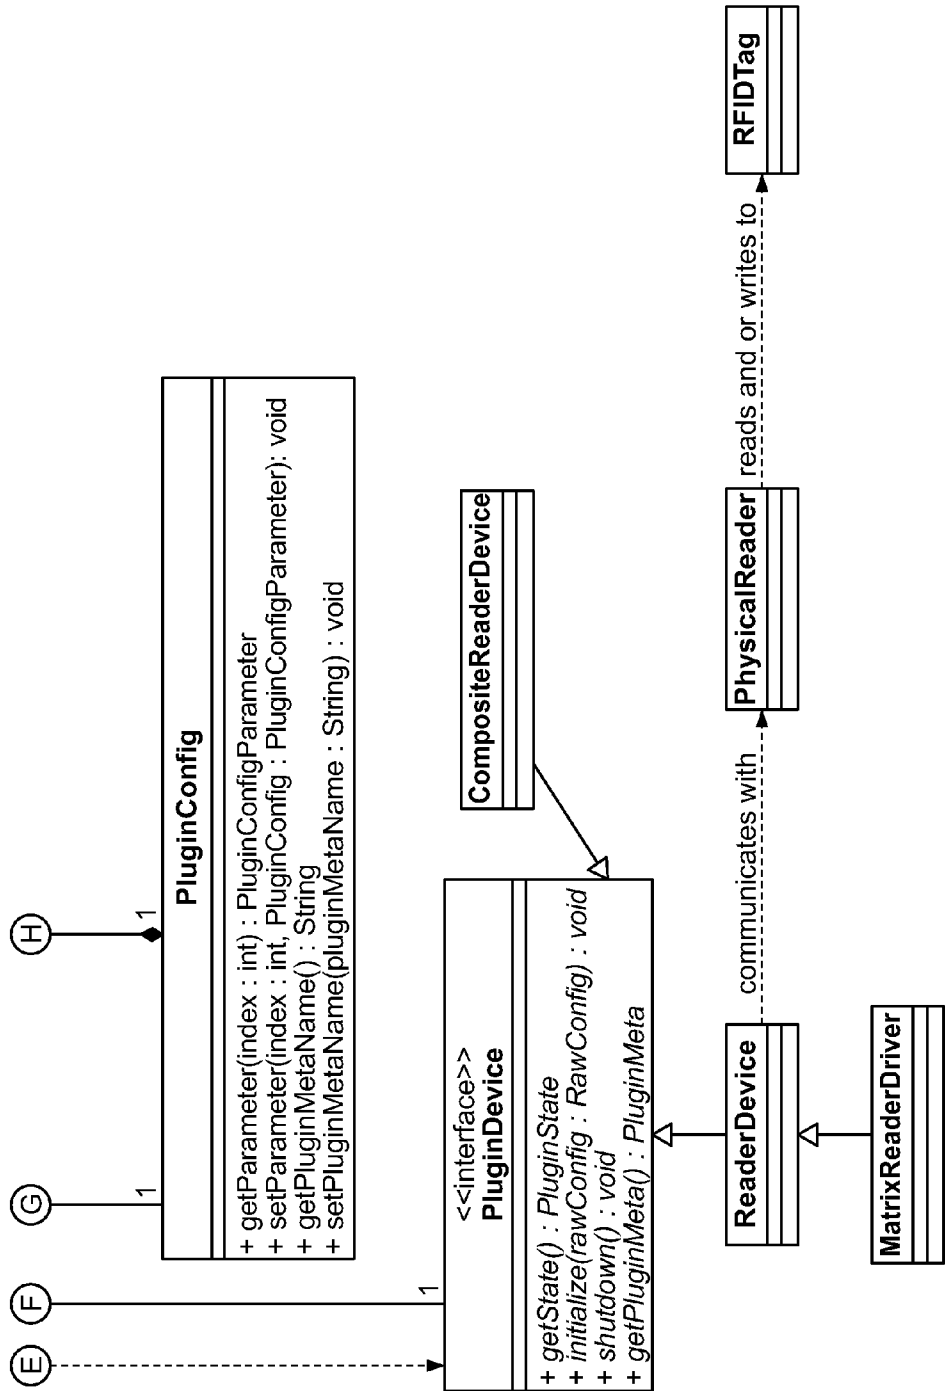 E
F
G
H
PluginConfig
+ getParameter(index : int) : PluginConfigParameter
+ setParameter(index : int, PluginConfig : PluginConfigParameter): void
+ getPluginMetaName() : String
+ setPluginMetaName(pluginMetaName : String) : void
1
1
1
<<interface>>
PluginDevice
+ getState() : PluginState
+ initialize(rawConfig : RawConfig) : void
+ shutdown() : void
+ getPluginMeta() : PluginMeta
CompositeReaderDevice
ReaderDevice
communicates with
PhysicalReader
reads and or writes to
RFIDTag
MatrixReaderDriver